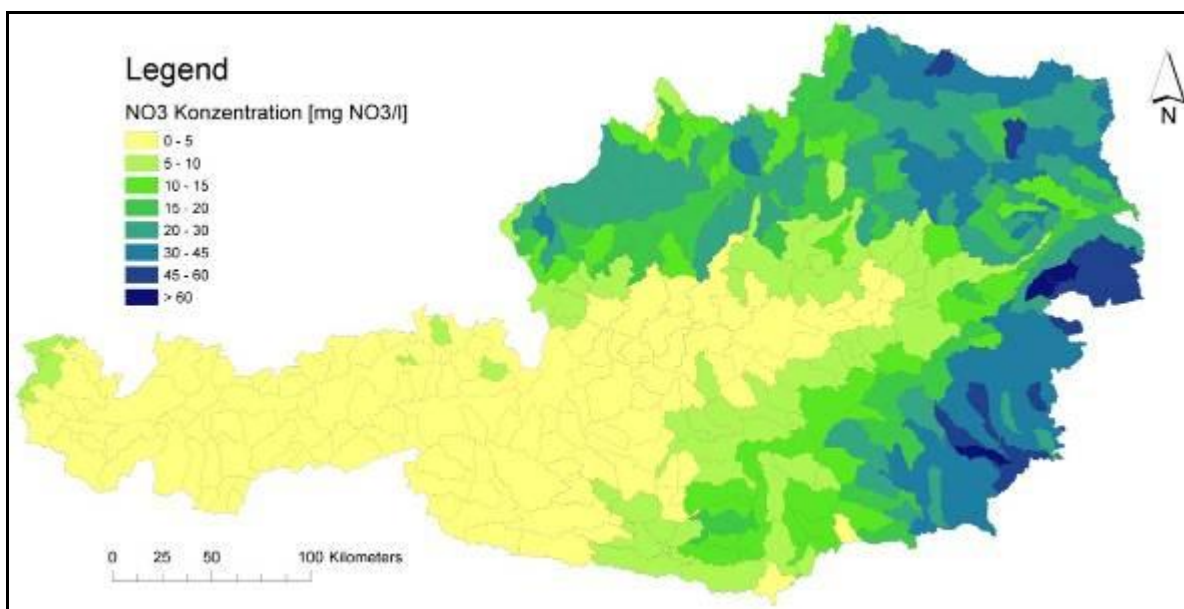 Legend
NO3 Konzentration [mg NO3/l]
0 - 5
5 - 10
10 - 15
15 - 20
20 - 30
30 - 45
45 - 60
> 60
N
0 25 50 100 Kilometers